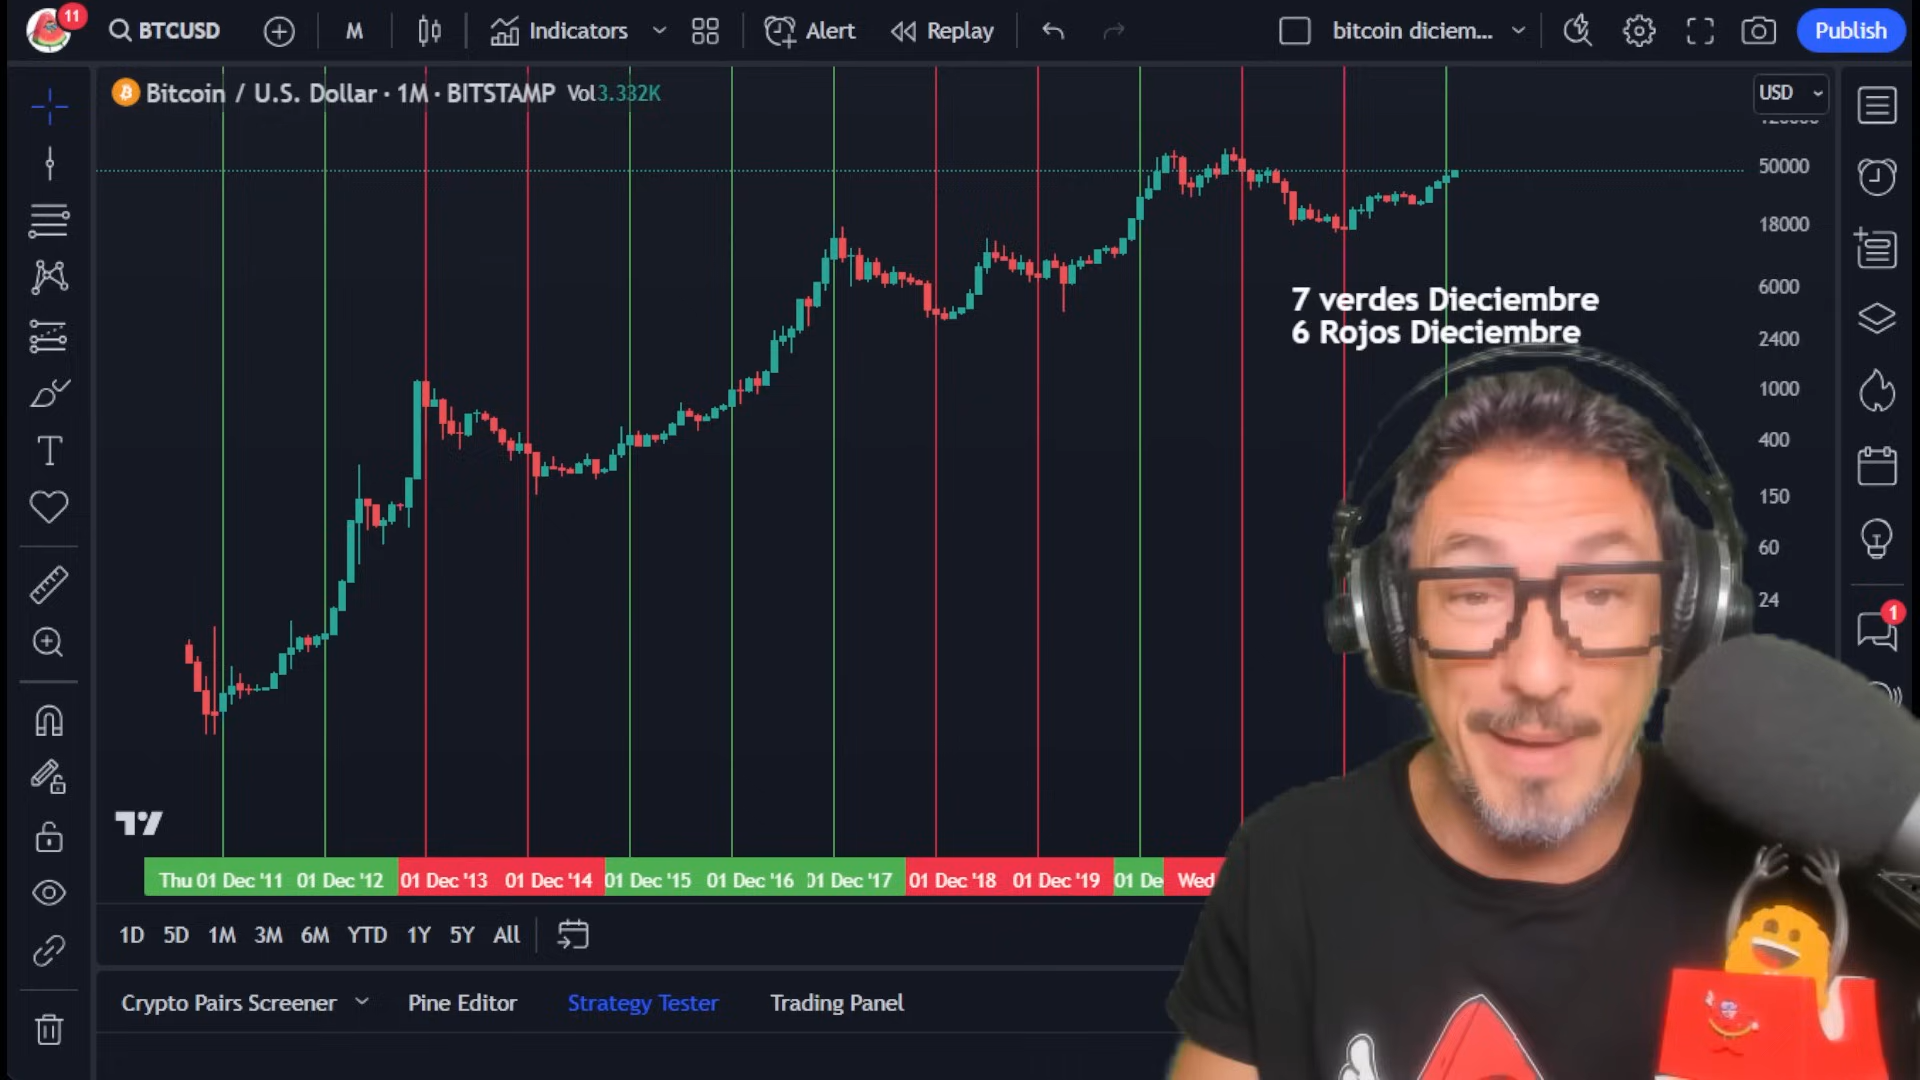 11
BTCUSD
M
Indicators
Alert
Replay
bitcoin diciem...
Publish
Bitcoin / U.S. Dollar · 1M · BITSTAMP Vol 3.332K
USD
50000
18000
6000
2400
1000
400
150
60
24
7 verdes Dieciembre
6 Rojos Dieciembre
1
Thu 01 Dec '11 01 Dec '12 01 Dec '13 01 Dec '14 01 Dec '15 01 Dec '16 01 Dec '17 01 Dec '18 01 Dec '19 01 De Wed
1D 5D 1M 3M 6M YTD 1Y 5Y All
Crypto Pairs Screener Pine Editor Strategy Tester Trading Panel